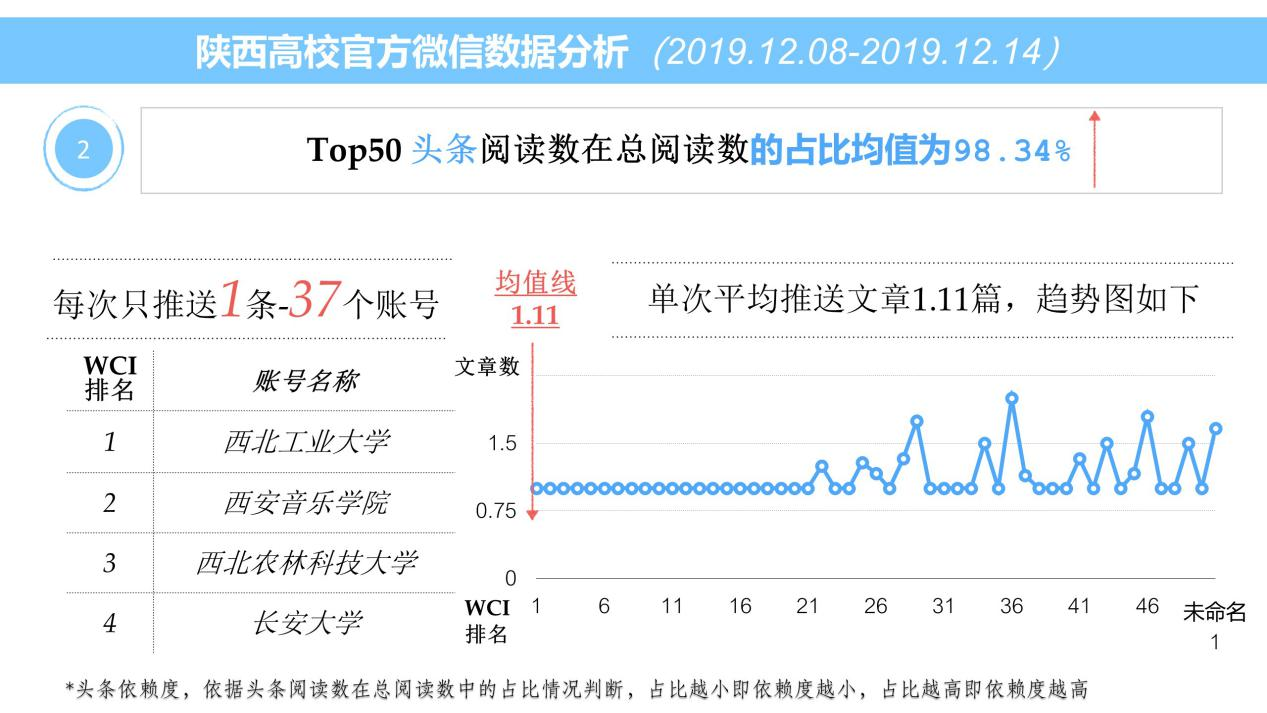 陕西高校官方微信数据分析（2019.12.08-2019.12.14）
2
Top50 头条阅读数在总阅读数的占比均值为98.34%
每次只推送1条-37个账号
均值线
1.11
单次平均推送文章1.11篇，趋势图如下
WCI
排名
账号名称
1 西北工业大学
2 西安音乐学院
3 西北农林科技大学
4 长安大学
文章数
1.5
0.75
0
WCI
排名
1 6 11 16 21 26 31 36 41 46 未命名
1
*头条依赖度，依据头条阅读数在总阅读数中的占比情况判断，占比越小即依赖度越小，占比越高即依赖度越高